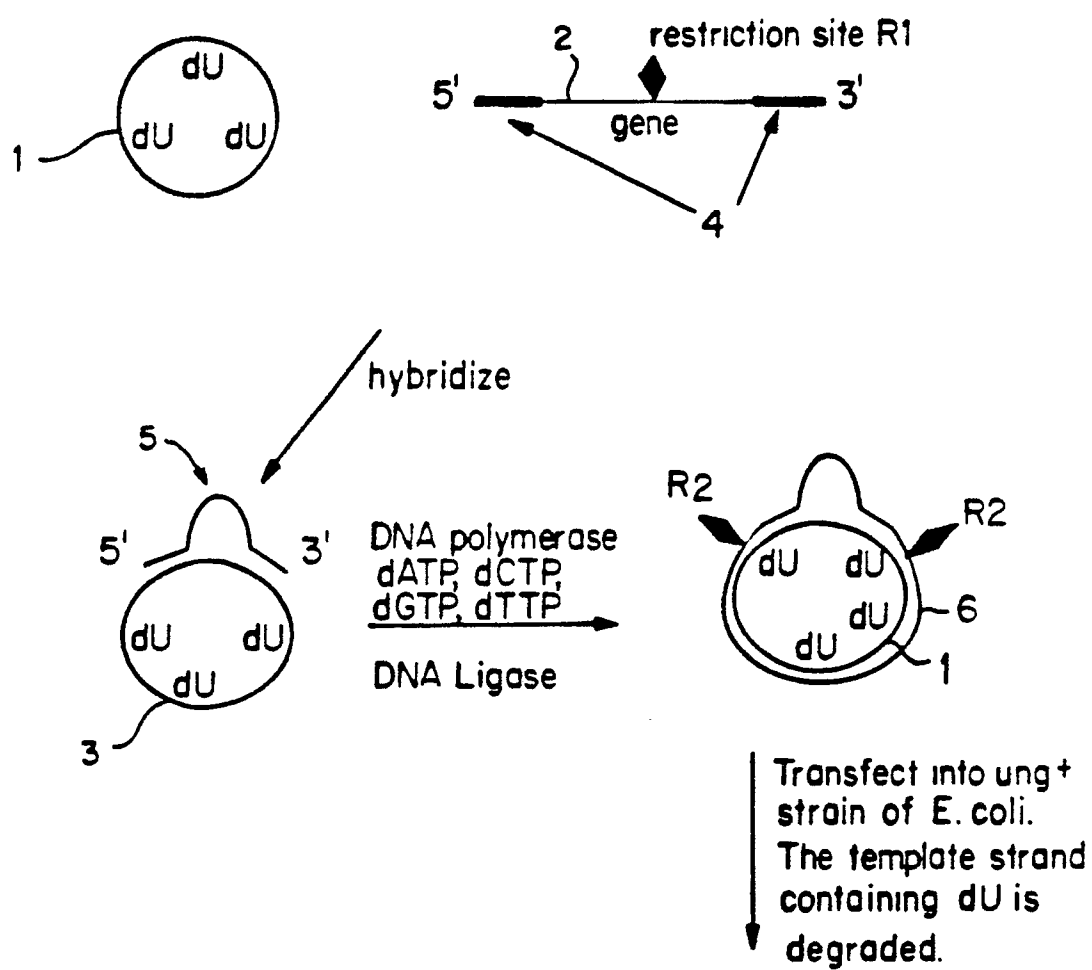 dU
dU dU
1
2
restriction site R1
5' 3'
gene
4
hybridize
5
5' 3'
dU dU
dU
3
DNA polymerase
dATP, dCTP,
dGTP, dTTP
DNA Ligase
R2
R2
dU dU
dU
dU
6
1
Transfect into ung+
strain of E. coli.
The template strand
containing dU is
degraded.